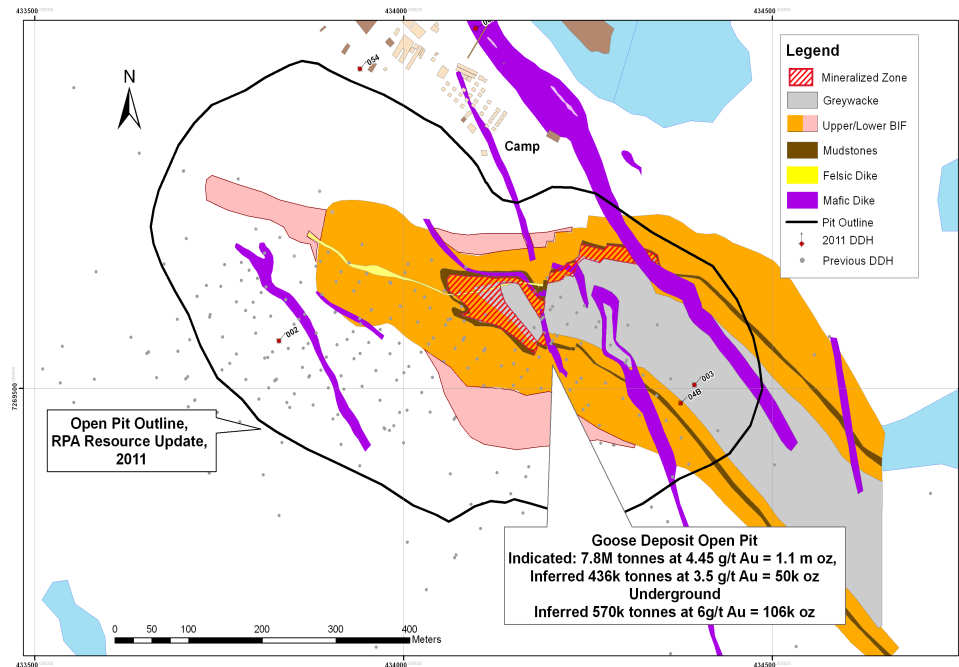 433500
434000
434500
N
054
Camp
Legend
Mineralized Zone
Greywacke
Upper/Lower BIF
Mudstones
Felsic Dike
Mafic Dike
Pit Outline
2011 DDH
Previous DDH
002
003
04B
7269500
Open Pit Outline,
RPA Resource Update,
2011
Goose Deposit Open Pit
Indicated: 7.8M tonnes at 4.45 g/t Au = 1.1 m oz,
Inferred 436k tonnes at 3.5 g/t Au = 50k oz
Underground
Inferred 570k tonnes at 6g/t Au = 106k oz
0 50 100 200 300 400
Meters
433500
434000
434500